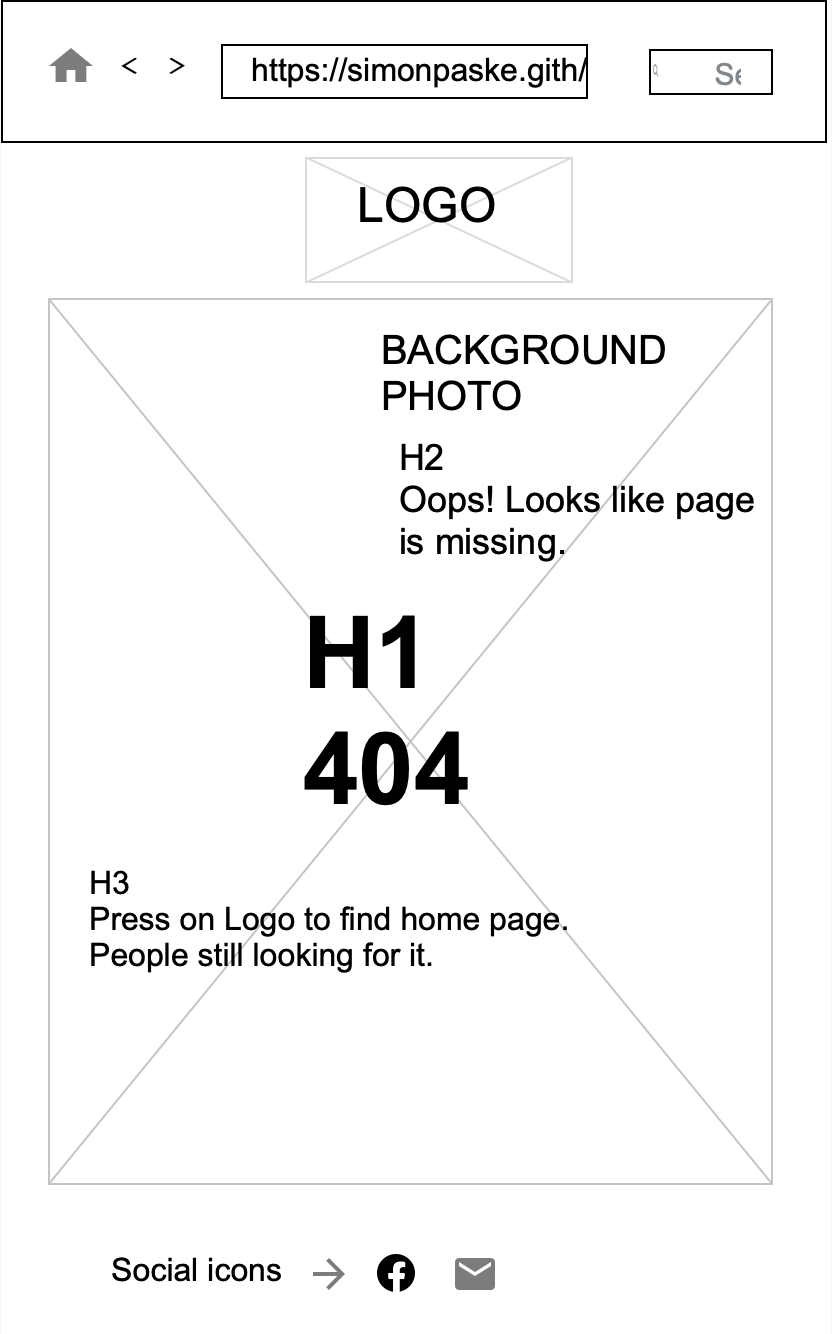 < >
https://simonpaske.gith/
Se
LOGO
BACKGROUND
PHOTO
H2
Oops! Looks like page
is missing.
H1
404
H3
Press on Logo to find home page.
People still looking for it.
Social icons